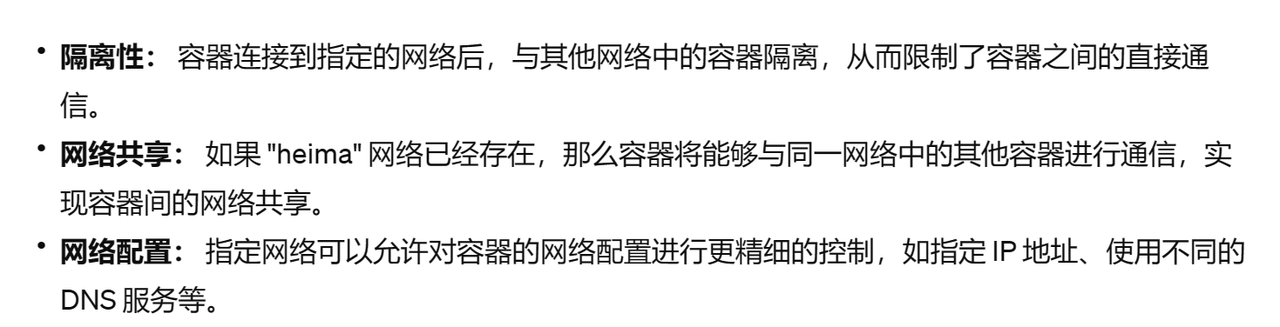 • 隔离性： 容器连接到指定的网络后，与其他网络中的容器隔离，从而限制了容器之间的直接通
信。
• 网络共享： 如果 "heima" 网络已经存在，那么容器将能够与同一网络中的其他容器进行通信，实
现容器间的网络共享。
• 网络配置： 指定网络可以允许对容器的网络配置进行更精细的控制，如指定 IP 地址、使用不同的
DNS 服务等。